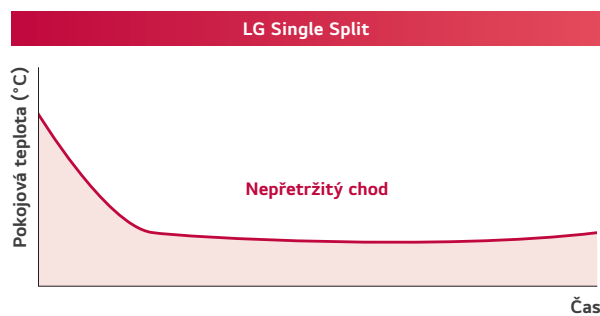 LG Single Split
Pokojová teplota (°C)
Nepřetržitý chod
Čas